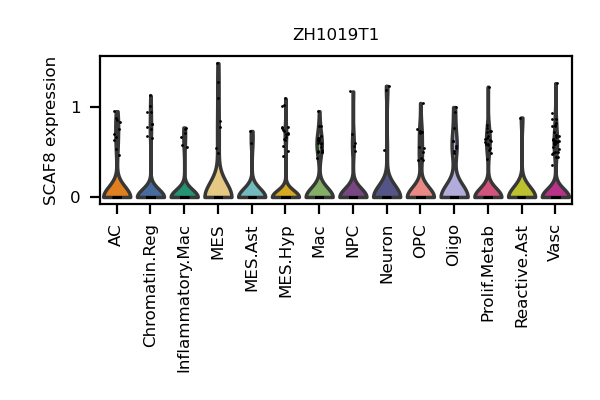 ZH1019T1
SCAF8 expression
1
0
AC
Chromatin.Reg
Inflammatory.Mac
MES
MES.Ast
MES.Hyp
Mac
NPC
Neuron
OPC
Oligo
Prolif.Metab
Reactive.Ast
Vasc